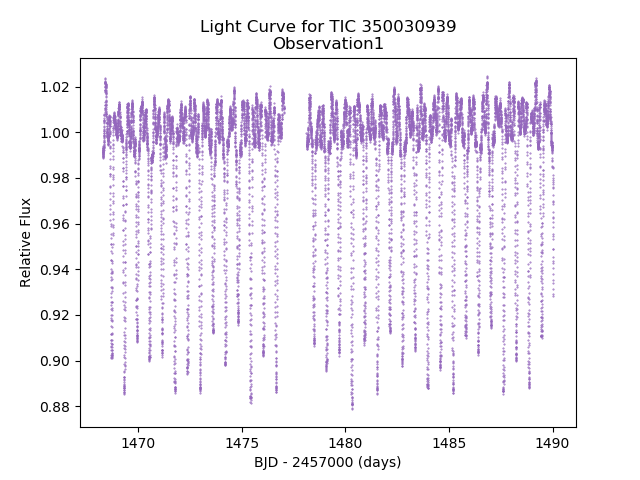 Light Curve for TIC 350030939
Observation1
1.02
1.00
0.98
0.96
0.94
0.92
0.90
0.88
Relative Flux
1470 1475 1480 1485 1490
BJD - 2457000 (days)